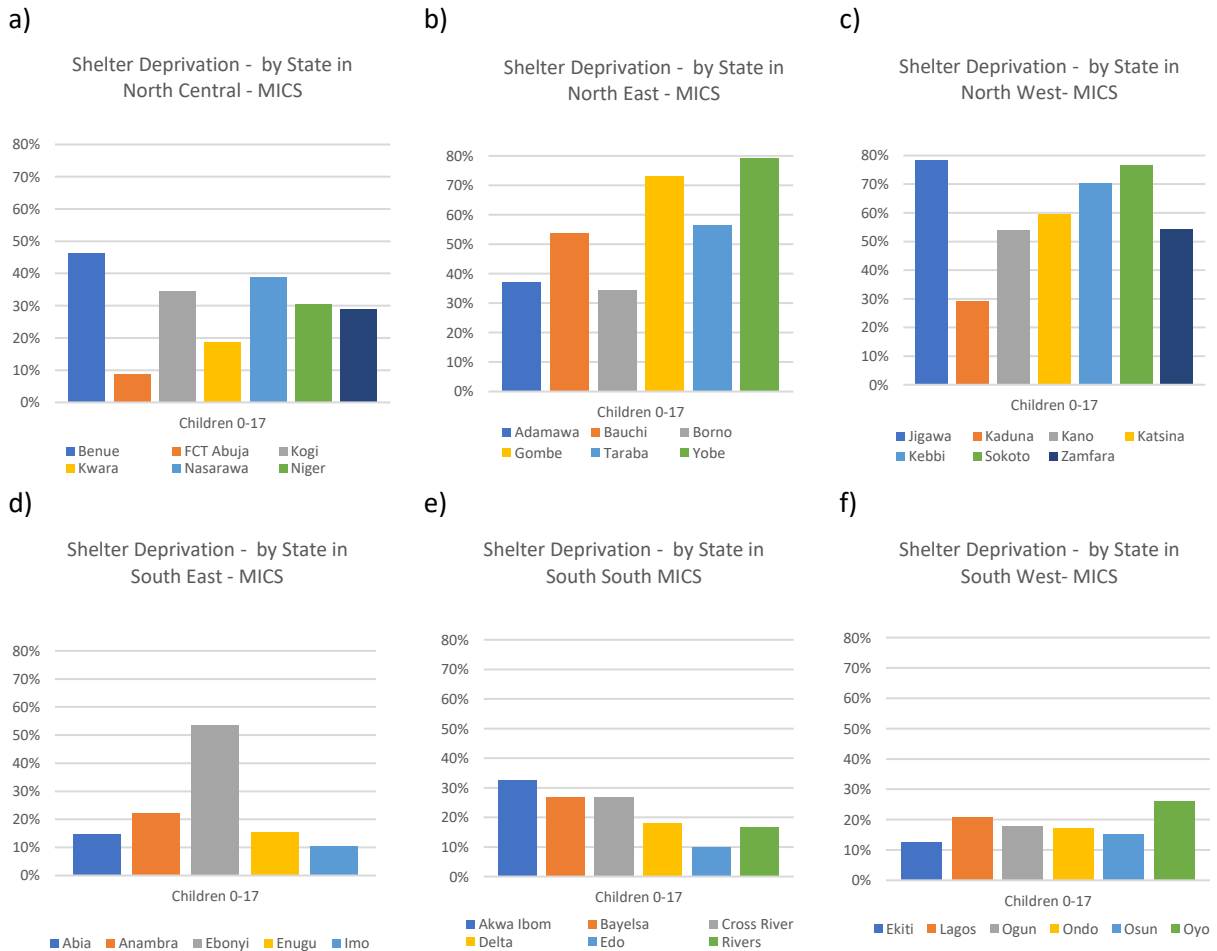 a)
Shelter Deprivation -  by State in
North Central - MICS
80%
70%
60%
50%
40%
30%
20%
10%
0%
Children 0-17
Benue FCT Abuja Kogi
Kwara Nasarawa Niger
b)
Shelter Deprivation -  by State in
North East - MICS
80%
70%
60%
50%
40%
30%
20%
10%
0%
Children 0-17
Adamawa Bauchi Borno
Gombe Taraba Yobe
c)
Shelter Deprivation -  by State in
North West- MICS
80%
70%
60%
50%
40%
30%
20%
10%
0%
Children 0-17
Jigawa Kaduna Kano Katsina
Kebbi Sokoto Zamfara
d)
Shelter Deprivation -  by State in
South East - MICS
80%
70%
60%
50%
40%
30%
20%
10%
0%
Children 0-17
Abia Anambra Ebonyi Enugu Imo
e)
Shelter Deprivation -  by State in
South South MICS
80%
70%
60%
50%
40%
30%
20%
10%
0%
Children 0-17
Akwa Ibom Bayelsa Cross River
Delta Edo Rivers
f)
Shelter Deprivation -  by State in
South West- MICS
80%
70%
60%
50%
40%
30%
20%
10%
0%
Children 0-17
Ekiti Lagos Ogun Ondo Osun Oyo